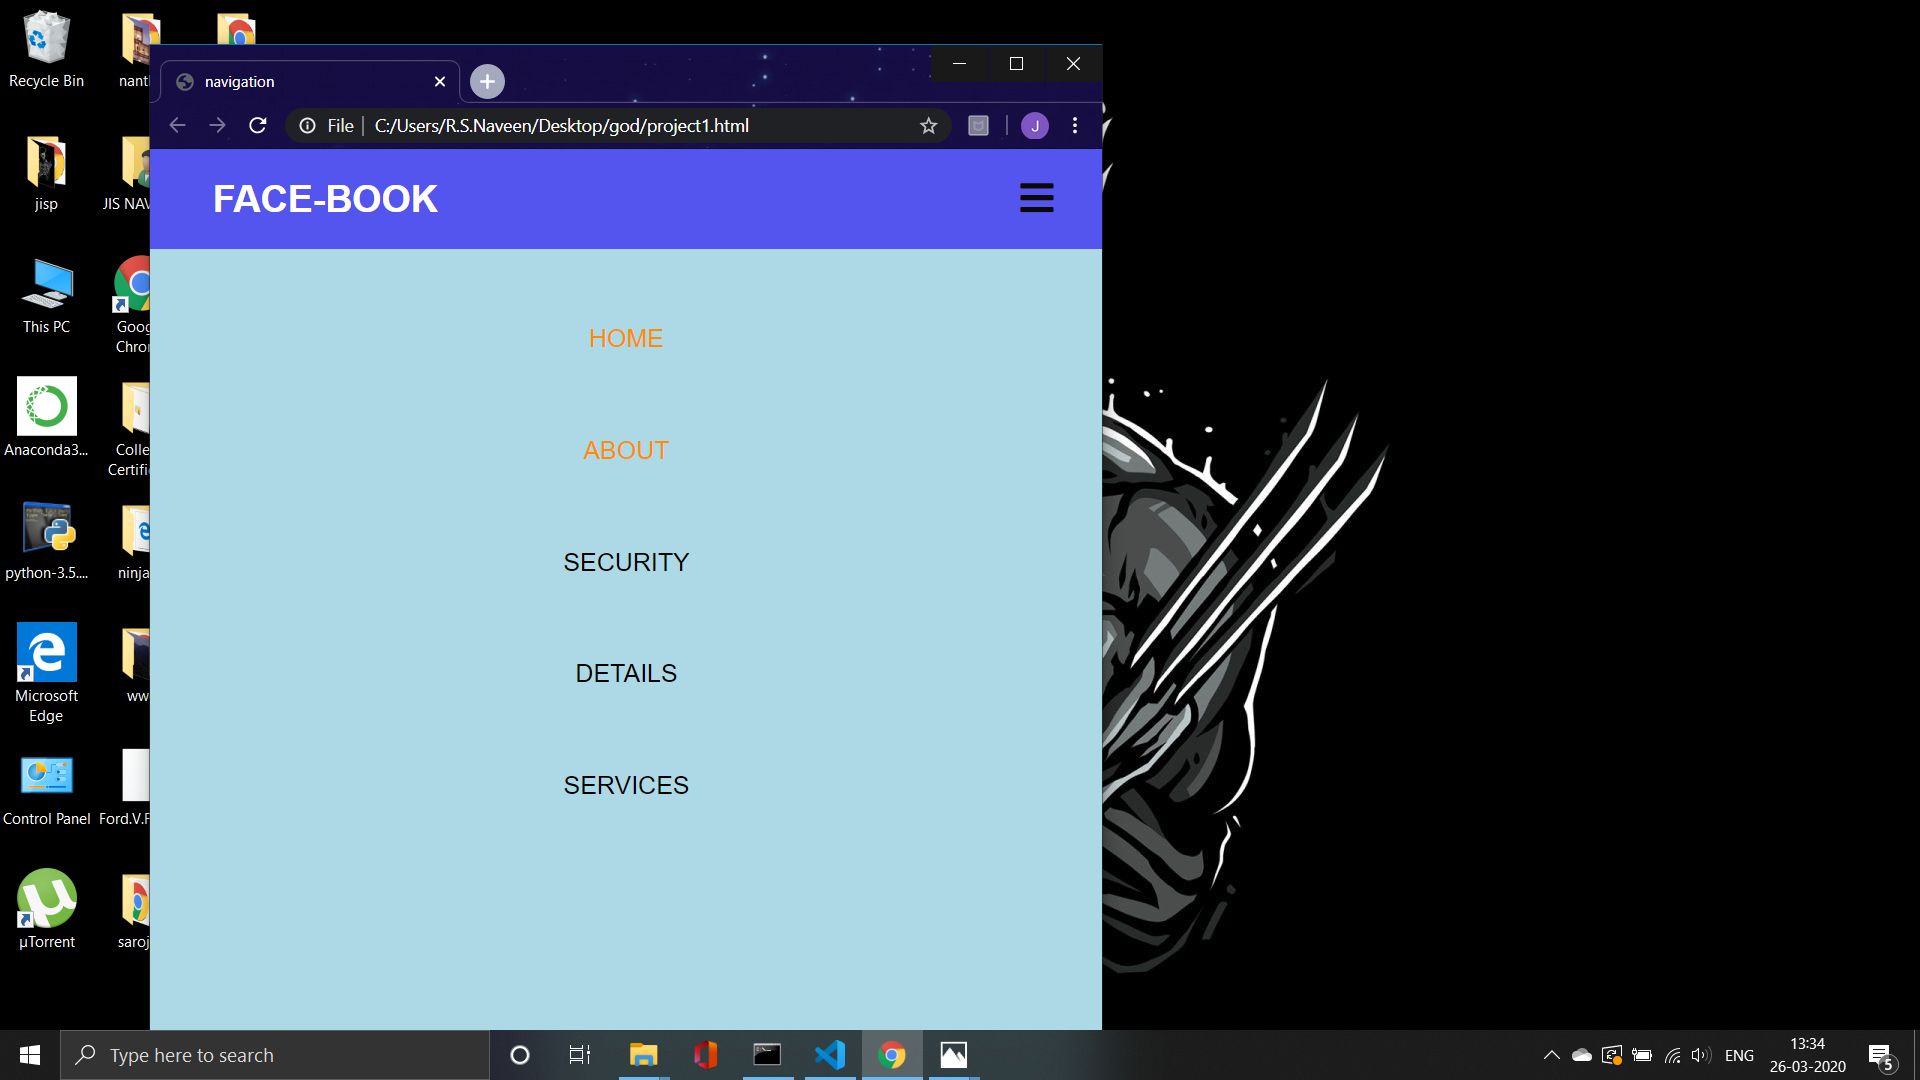 Recycle Bin
nant
navigation
File
C:/Users/R.S.Naveen/Desktop/god/project1.html
J
jisp
JIS NAV
FACE-BOOK
HOME
ABOUT
SECURITY
DETAILS
SERVICES
This PC
Goog
Chro
Anaconda3...
Colle
Certifi
python-3.5....
ninja
Microsoft
Edge
ww
Control Panel
Ford.V.F
µTorrent
saroj
Type here to search
ENG
13:34
26-03-2020
5